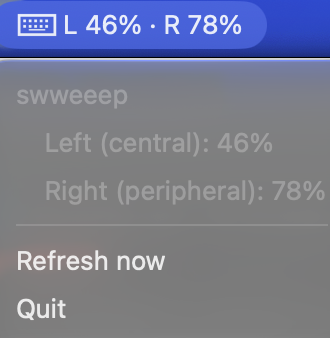 L 46% · R 78%
swweeep
Left (central): 46%
Right (peripheral): 78%
Refresh now
Quit